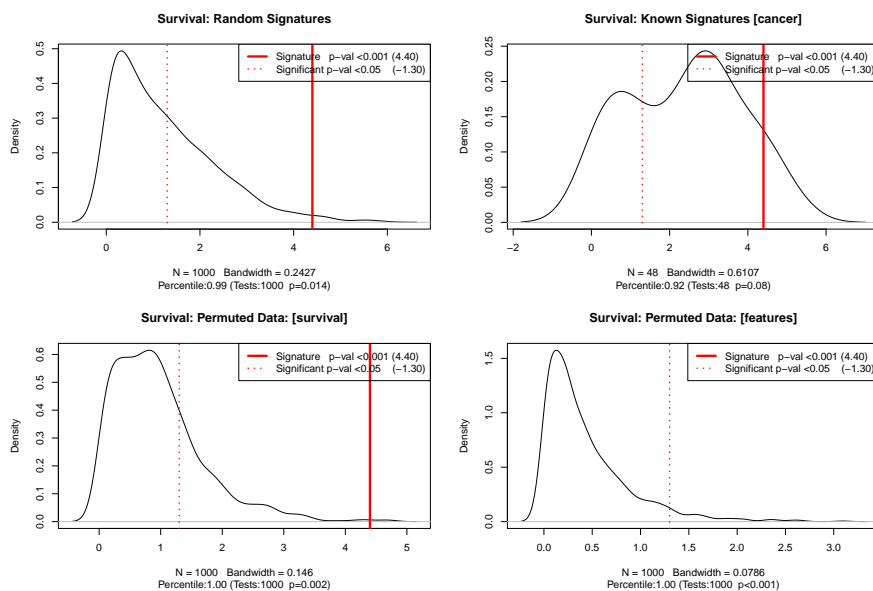 Survival: Random Signatures
Signature p−val <0.001 (4.40)
Significant p−val <0.05 (−1.30)
Density
0.0 0.1 0.2 0.3 0.4 0.5
0 2 4 6
N = 1000 Bandwidth = 0.2427
Percentile:0.99 (Tests:1000 p=0.014)
Survival: Known Signatures [cancer]
Signature p−val <0.001 (4.40)
Significant p−val <0.05 (−1.30)
Density
0.00 0.05 0.10 0.15 0.20 0.25
−2 0 2 4 6
N = 48 Bandwidth = 0.6107
Percentile:0.92 (Tests:48 p=0.08)
Survival: Permuted Data: [survival]
Signature p−val <0.001 (4.40)
Significant p−val <0.05 (−1.30)
Density
0.0 0.1 0.2 0.3 0.4 0.5 0.6
0 1 2 3 4 5
N = 1000 Bandwidth = 0.146
Percentile:1.00 (Tests:1000 p=0.002)
Survival: Permuted Data: [features]
Signature p−val <0.001 (4.40)
Significant p−val <0.05 (−1.30)
Density
0.0 0.5 1.0 1.5
0.0 0.5 1.0 1.5 2.0 2.5 3.0
N = 1000 Bandwidth = 0.0786
Percentile:1.00 (Tests:1000 p<0.001)